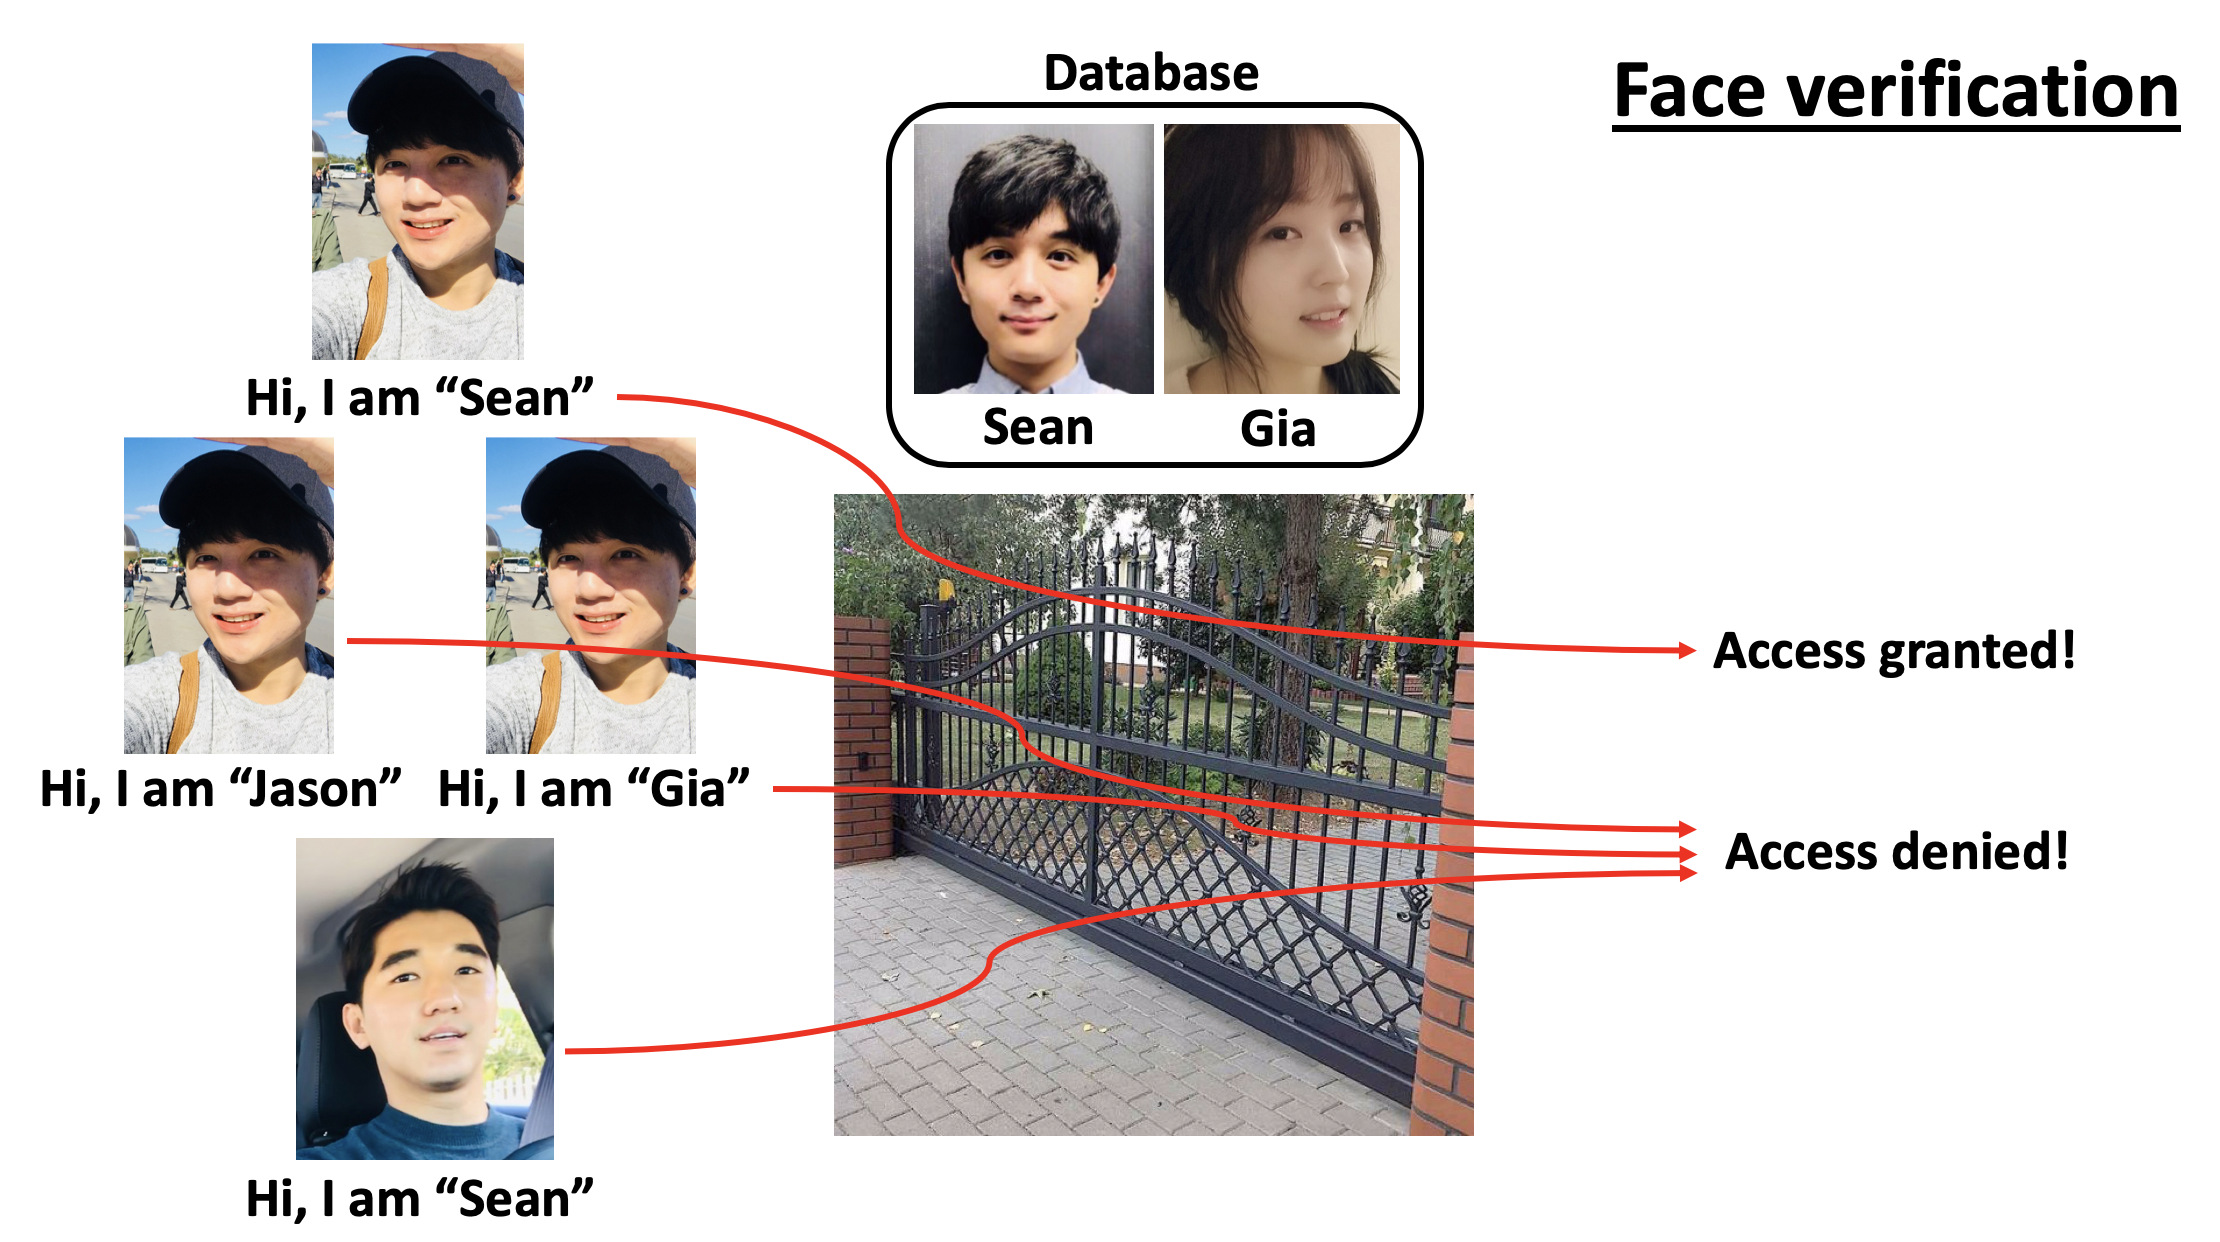 Database
Face verification
Sean
Gia
Hi, I am “Sean”
Hi, I am “Jason”
Hi, I am “Gia”
Hi, I am “Sean”
Access granted!
Access denied!